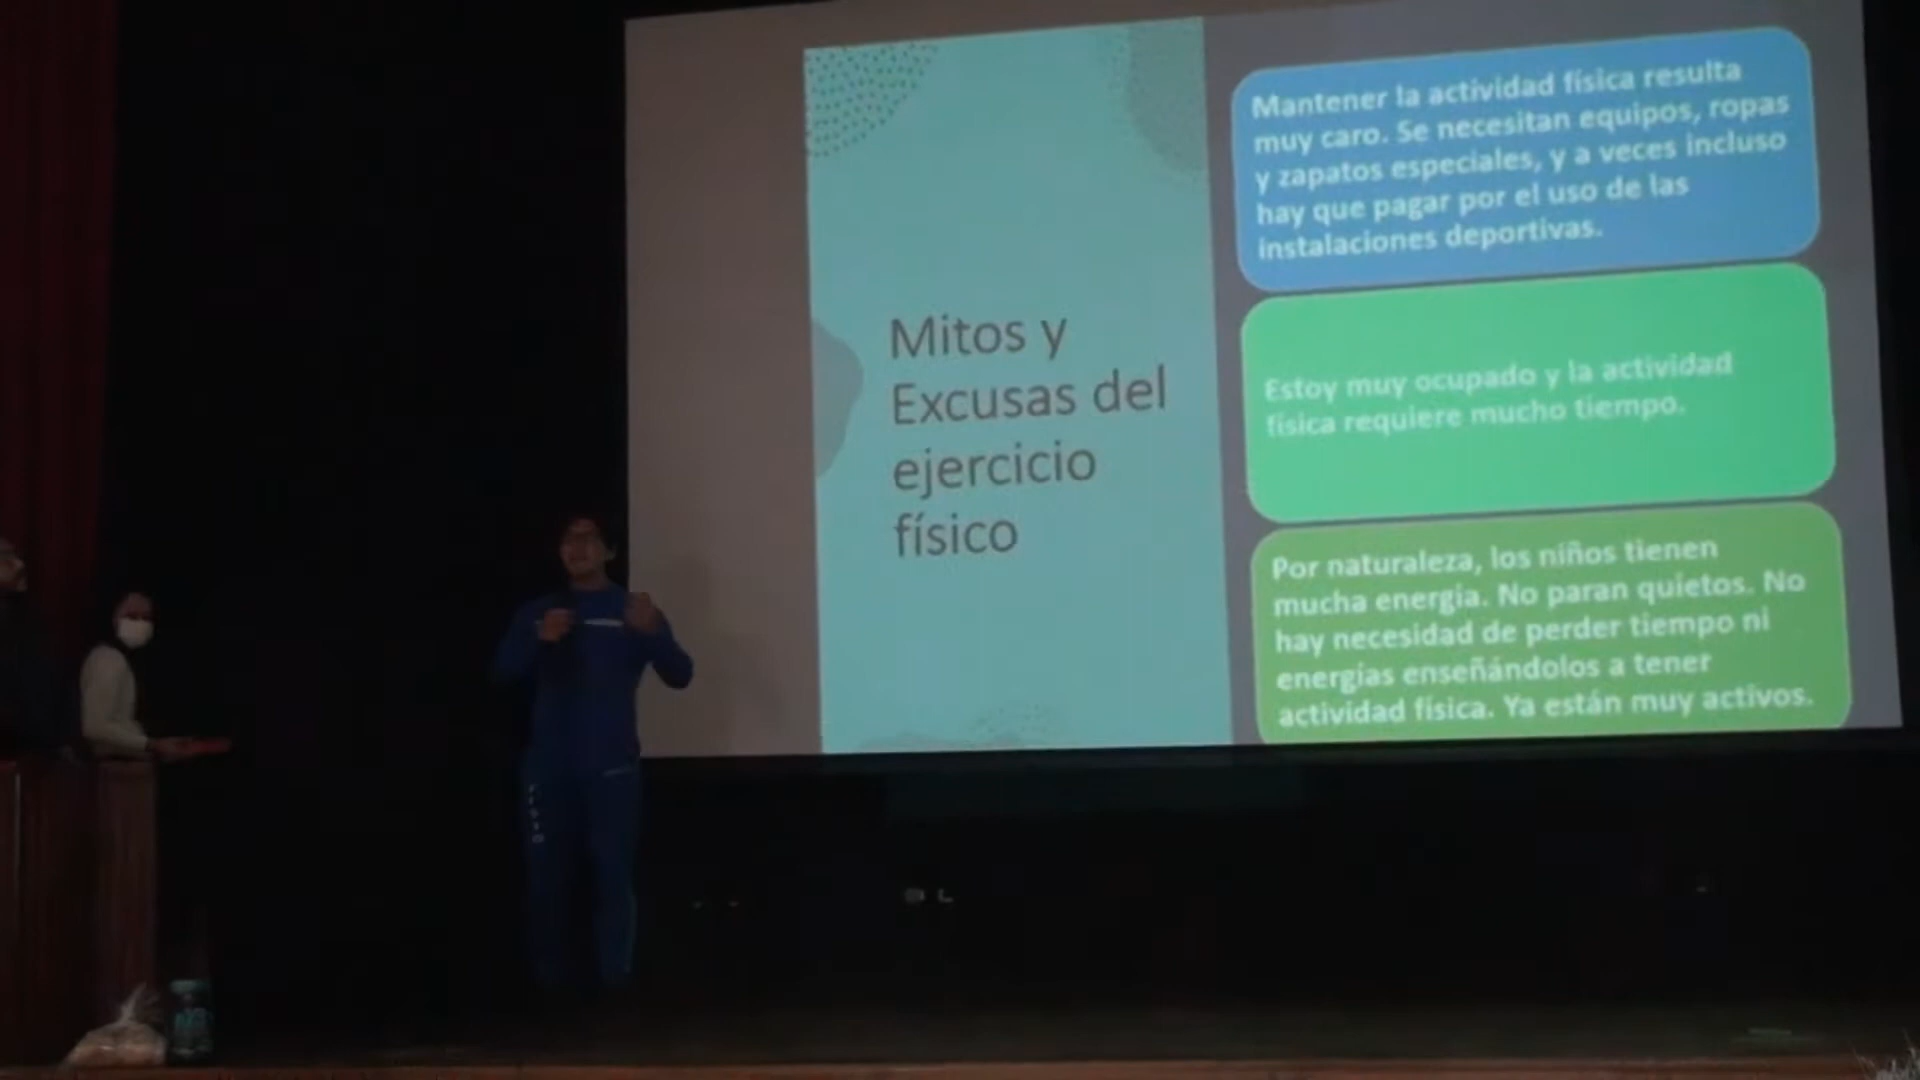 Mitos y
Excusas del
ejercicio
físico
Mantener la actividad física resulta
muy caro. Se necesitan equipos, ropas
y zapatos especiales, y a veces incluso
hay que pagar por el uso de las
instalaciones deportivas.
Estoy muy ocupado y la actividad
física requiere mucho tiempo.
Por naturaleza, los niños tienen
mucha energía. No paran quietos. No
hay necesidad de perder tiempo ni
energías enseñándolos a tener
actividad física. Ya están muy activos.